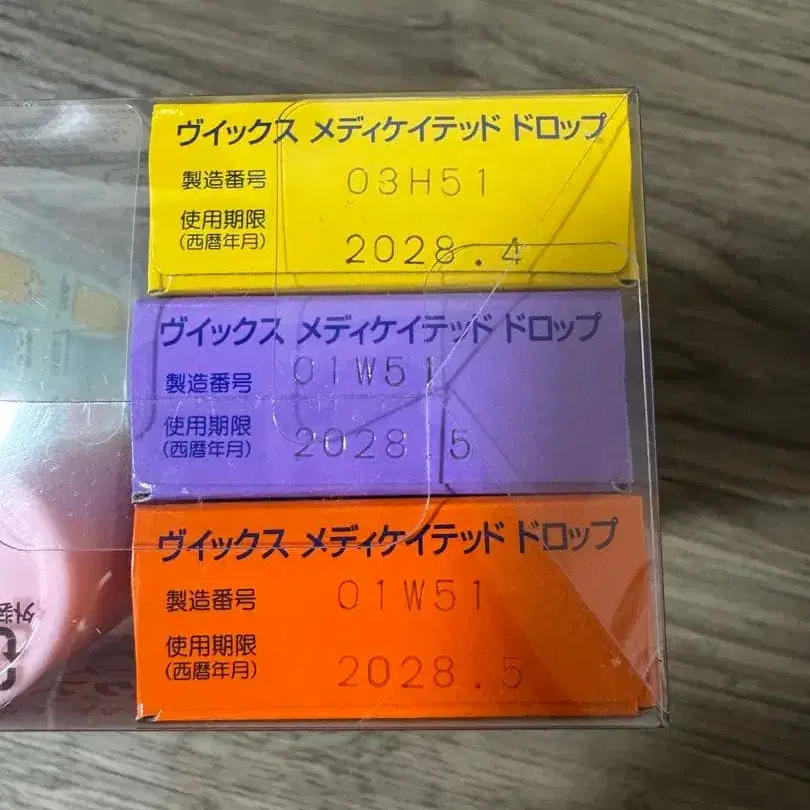 ヴイックス メディケイテッド ドロップ
製造番号 03H51
使用期限
(西暦年月) 2028.4
ヴイックス メディケイテッド ドロップ
製造番号 01W51
使用期限
(西暦年月) 2028.5
ヴイックス メディケイテッド ドロップ
製造番号 01W51
使用期限
(西暦年月) 2028.5
外装